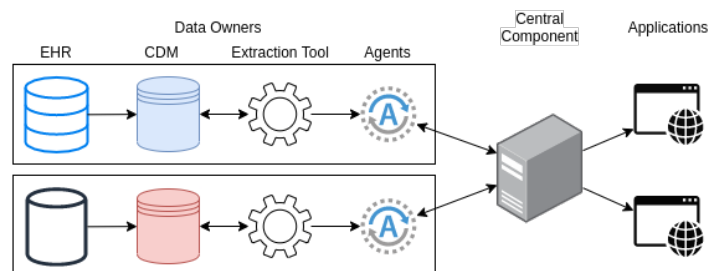 Data Owners
Central
Component
Applications
EHR
CDM
Extraction Tool
Agents
A
A